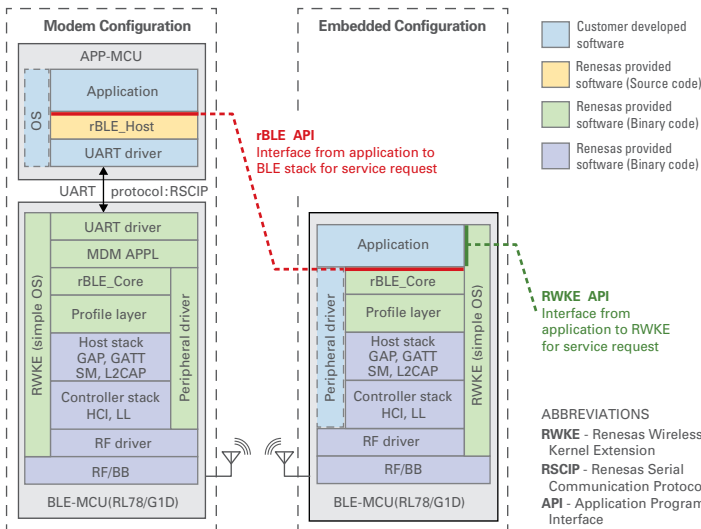 Modem Configuration
APP-MCU
OS
Application
rBLE_Host
UART driver
UART protocol:RSCIP
RWKE (simple OS)
UART driver
MDM APPL
rBLE_Core
Profile layer
Host stack
GAP, GATT
SM, L2CAP
Controller stack
HCI, LL
Peripheral driver
RF driver
RF/BB
BLE-MCU(RL78/G1D)
rBLE API
Interface from application to
BLE stack for service request
Embedded Configuration
Application
Peripheral driver
rBLE_Core
Profile layer
Host stack
GAP, GATT
SM, L2CAP
Controller stack
HCI, LL
RWKE (simple OS)
RF driver
RF/BB
BLE-MCU(RL78/G1D)
Customer developed
software
Renesas provided
software (Source code)
Renesas provided
software (Binary code)
Renesas provided
software (Binary code)
RWKE API
Interface from
application to RWKE
for service request
ABBREVIATIONS
RWKE - Renesas Wireless
Kernel Extension
RSCIP - Renesas Serial
Communication Protoco
API - Application Program
Interface